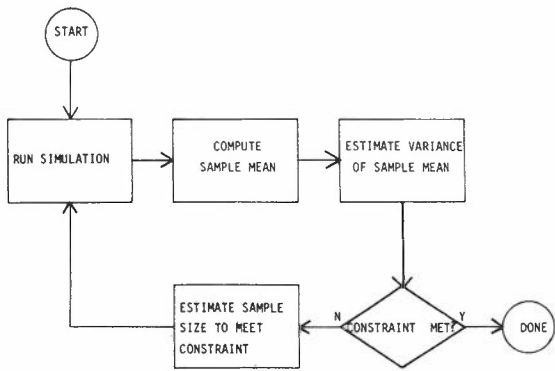 START
RUN SIMULATION
COMPUTE
SAMPLE MEAN
ESTIMATE VARIANCE
OF SAMPLE MEAN
ESTIMATE SAMPLE
SIZE TO MEET
CONSTRAINT
N
CONSTRAINT MET?
Y
DONE